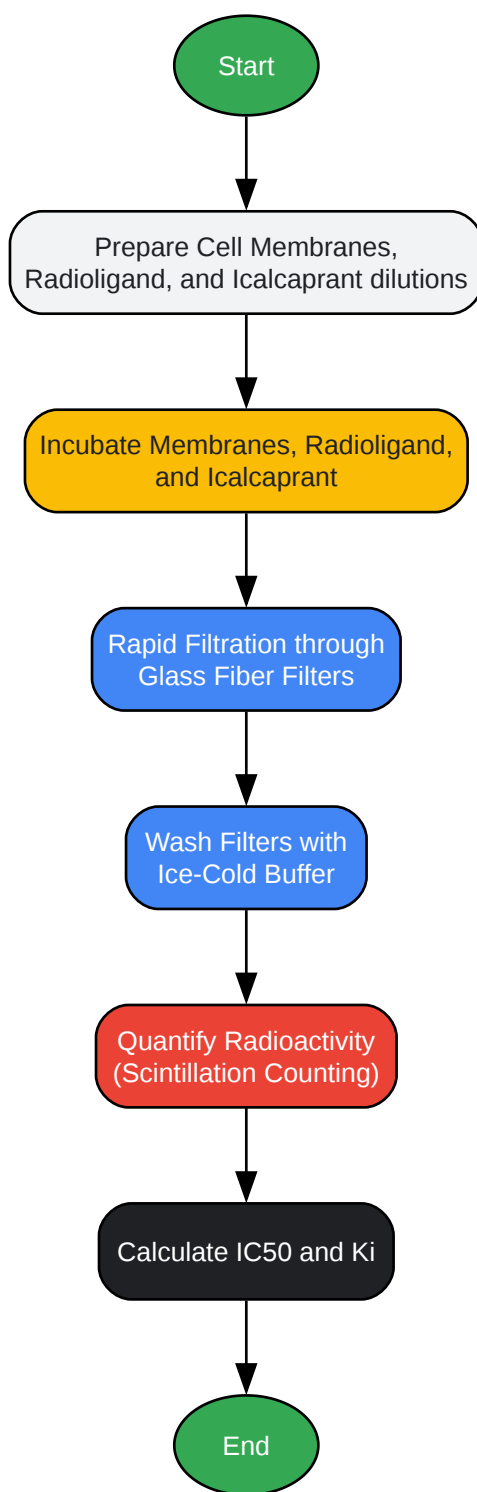 Start
Prepare Cell Membranes,
Radioligand, and Icalcaprant dilutions
Incubate Membranes, Radioligand,
and Icalcaprant
Rapid Filtration through
Glass Fiber Filters
Wash Filters with
Ice-Cold Buffer
Quantify Radioactivity
(Scintillation Counting)
Calculate IC50 and Ki
End